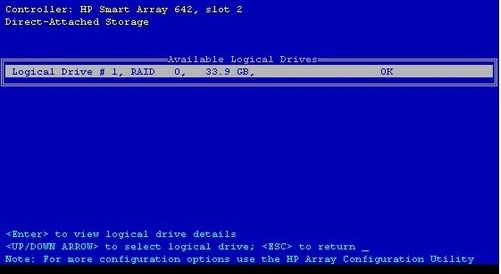 Controller: HP Smart Array 642, slot 2
Direct-Attached Storage
Available Logical Drives
Logical Drive # 1, RAID 0, 33.9 GB, OK
<Enter> to view logical drive details
<UP/DOWN ARROW> to select logical drive; <ESC> to return _
Note: For more configuration options use the HP Array Configuration Utility